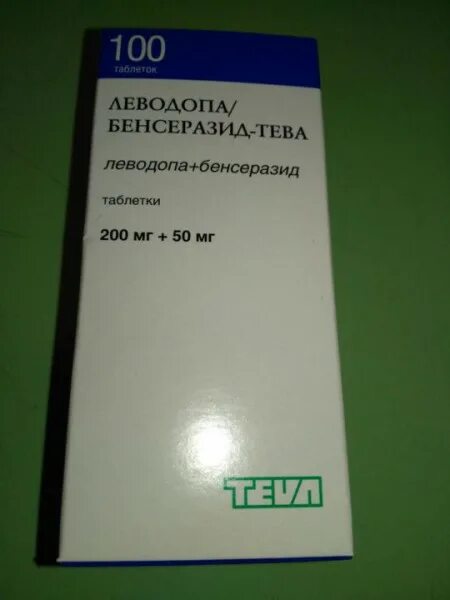 100
таблеток
ЛЕВОДОПА/
БЕНСЕРАЗИД-ТЕВА
леводопа+бенсеразид
таблетки
200 мг + 50 мг
TEVA